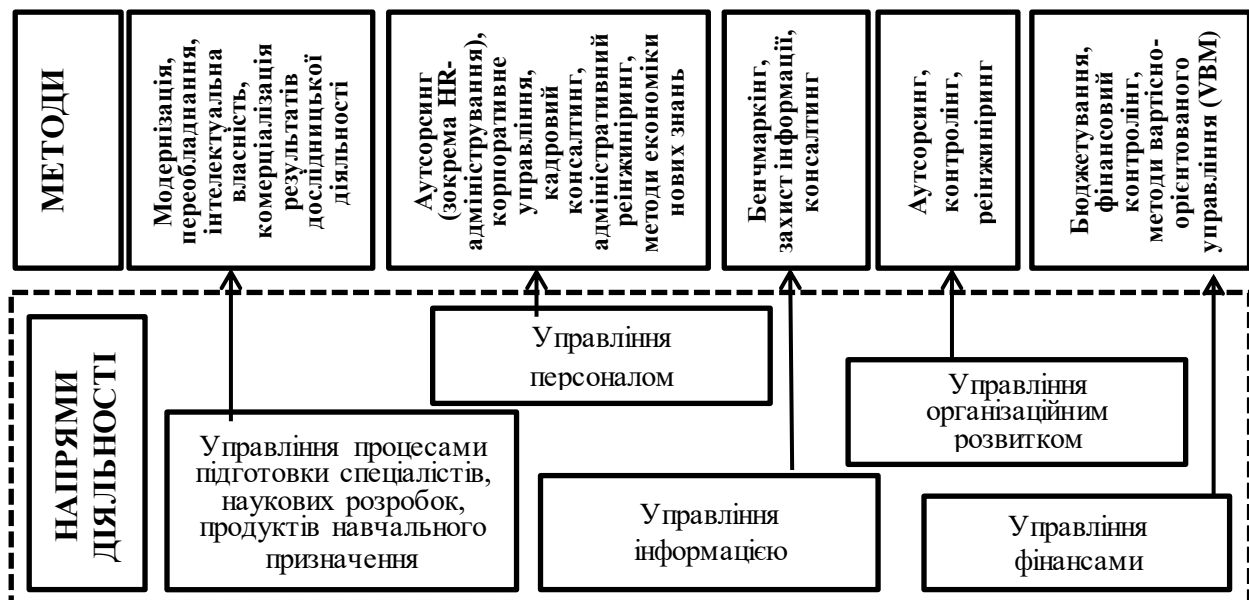 МЕТОДИ
Модернізація,
переобладнання,
інтелектуальна
власність,
комерціалізація
результатів
дослідницької
діяльності
Аутсорсинг
(зокрема HR-
адміністрування),
корпоративне
управління,
кадровий
консалтинг,
адміністративний
реінжиніринг,
методи економіки
нових знань
Бенчмаркінг,
захист інформації,
консалтинг
Аутсоринг,
контролінг,
реінжиніринг
Бюджетування,
фінансовий
контролінг,
методи вартісно-
орієнтованого
управління (VBM)
НАПРЯМИ
ДІЯЛЬНОСТІ
Управління процесами
підготовки спеціалістів,
наукових розробок,
продуктів навчального
призначення
Управління
персоналом
Управління
інформацією
Управління
організаційним
розвитком
Управління
фінансами